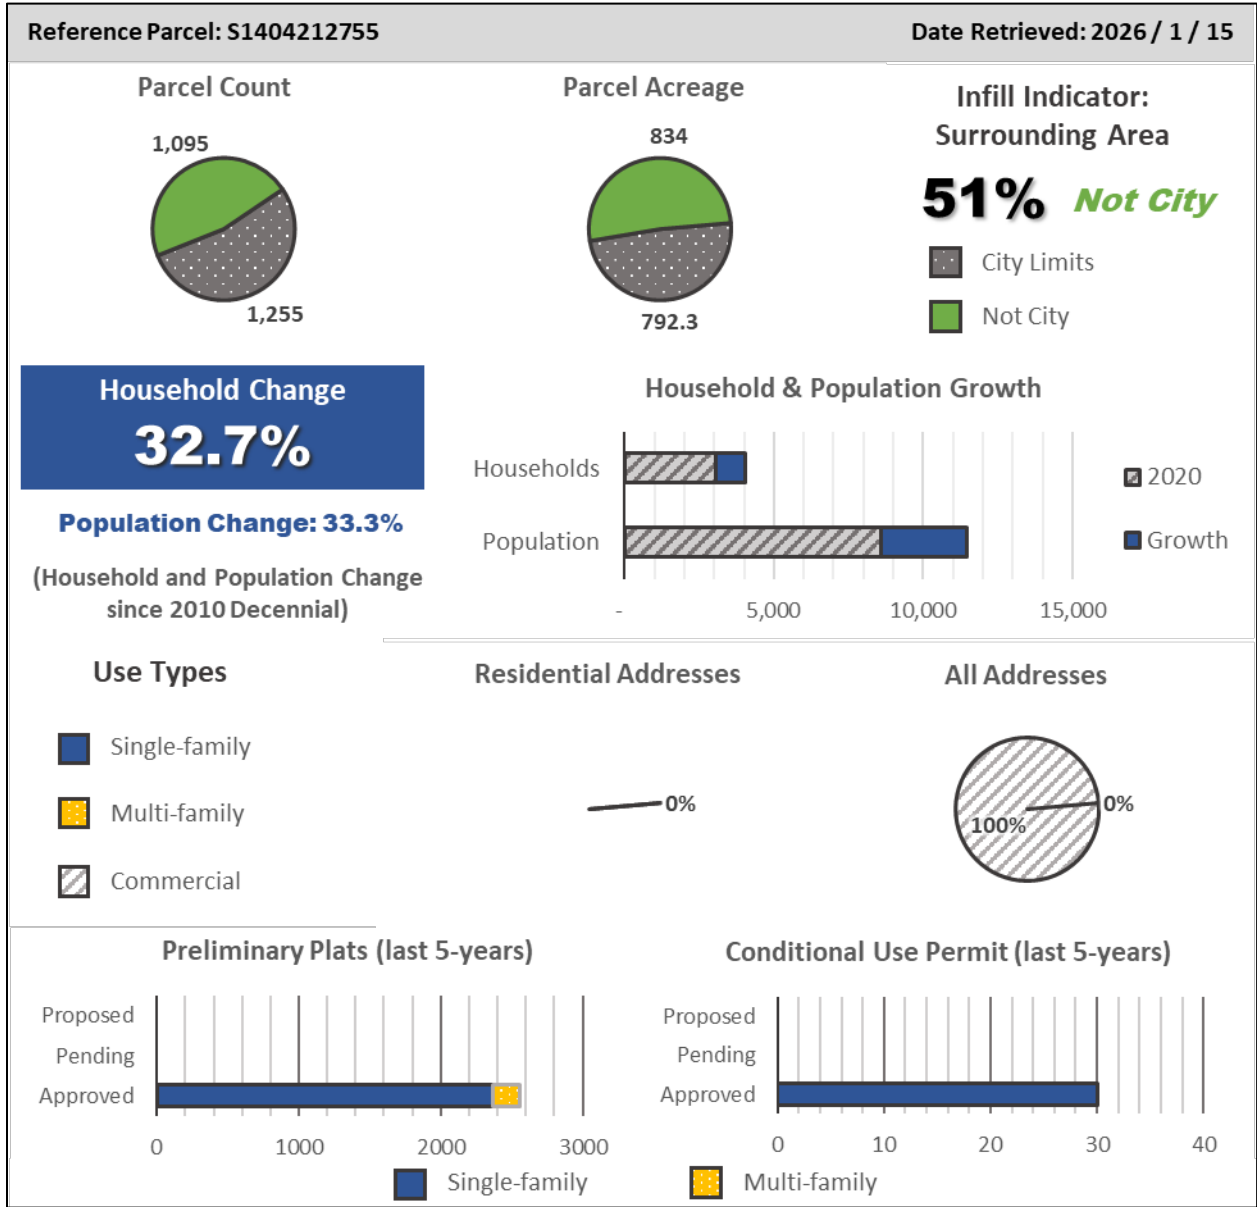 Reference Parcel: S1404212755
Date Retrieved: 2026 / 1 / 15
Parcel Count
1,095
1,255
Parcel Acreage
834
792.3
Infill Indicator:
Surrounding Area
51% Not City
City Limits
Not City
Household Change
32.7%
Population Change: 33.3%
(Household and Population Change
since 2010 Decennial)
Household & Population Growth
Households
Population
- 5,000 10,000 15,000
2020
Growth
Use Types
Single-family
Multi-family
Commercial
Residential Addresses
0%
All Addresses
100%
0%
Preliminary Plats (last 5-years)
Proposed
Pending
Approved
0 1000 2000 3000
Conditional Use Permit (last 5-years)
Proposed
Pending
Approved
0 10 20 30 40
Single-family
Multi-family